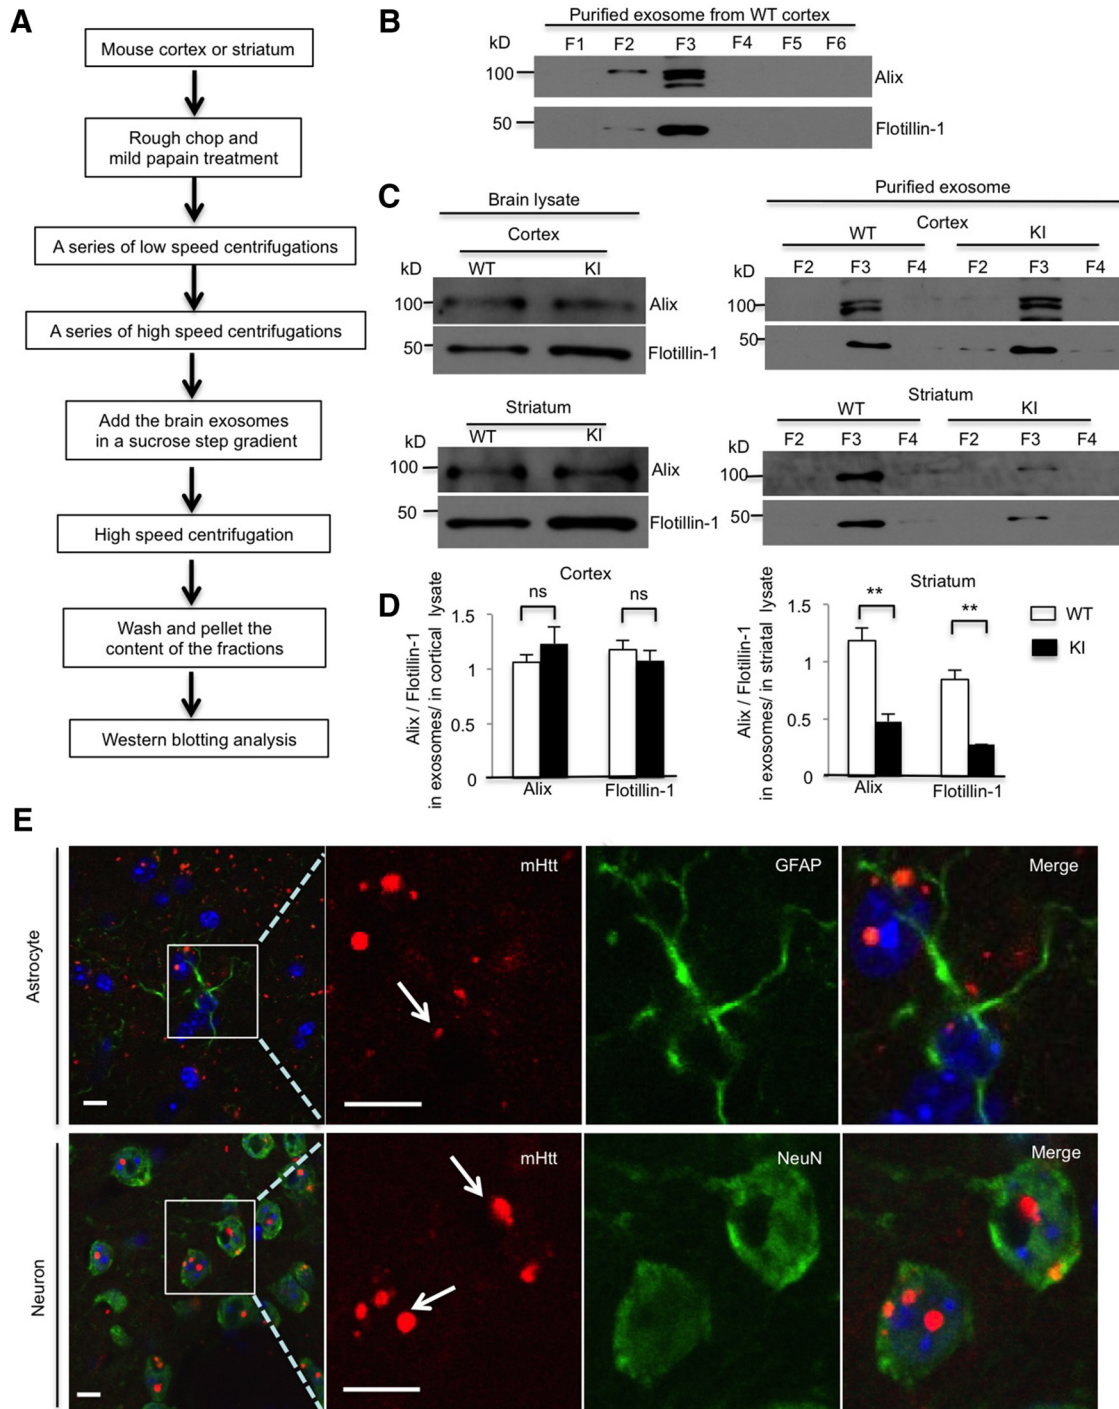 A
Mouse cortex or striatum
Rough chop and
mild papain treatment
A series of low speed centrifugations
A series of high speed centrifugations
Add the brain exosomes
in a sucrose step gradient
High speed centrifugation
Wash and pellet the
content of the fractions
Western blotting analysis
B
Purified exosome from WT cortex
kD F1 F2 F3 F4 F5 F6
100 Alix
50 Flotillin-1
C
Brain lysate
Cortex
kD WT KI
100 Alix
50 Flotillin-1
Striatum
kD WT KI
100 Alix
50 Flotillin-1
Purified exosome
Cortex
WT KI
kD F2 F3 F4 F2 F3 F4
100
50
Striatum
WT KI
kD F2 F3 F4 F2 F3 F4
100
50
D
Cortex
Alix / Flotillin-1
in exosomes/ in cortical lysate
1.5
1
0.5
0
ns ns
Alix Flotillin-1
Striatum
Alix / Flotillin-1
in exosomes/ in striatal lysate
1.5
1
0.5
0
** **
Alix Flotillin-1
WT
KI
E
Astrocyte
mHtt GFAP Merge
Neuron
mHtt NeuN Merge